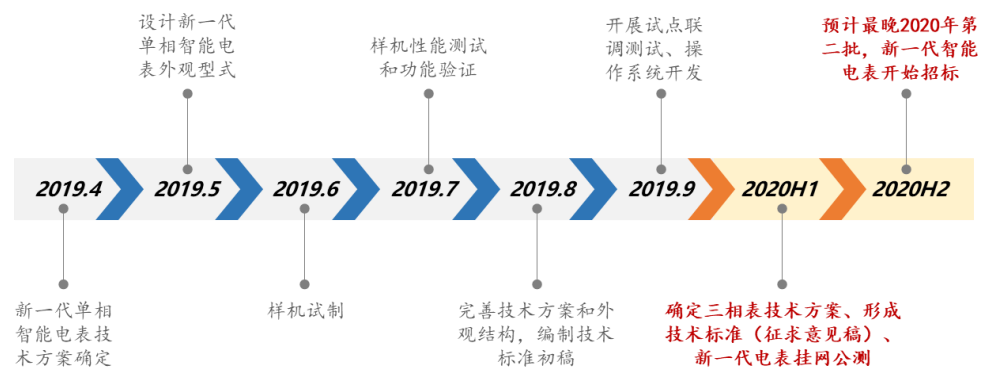 设计新一代
单相智能电
表外观型式
样机性能测试
和功能验证
开展试点联
调测试、操
作系统开发
预计最晚2020年第
二批，新一代智能
电表开始招标
2019.4
2019.5
2019.6
2019.7
2019.8
2019.9
2020H1
2020H2
新一代单相
智能电表技
术方案确定
样机试制
完善技术方案和外
观结构，编制技术
标准初稿
确定三相表技术方案、形成
技术标准（征求意见稿）、
新一代电表挂网公测